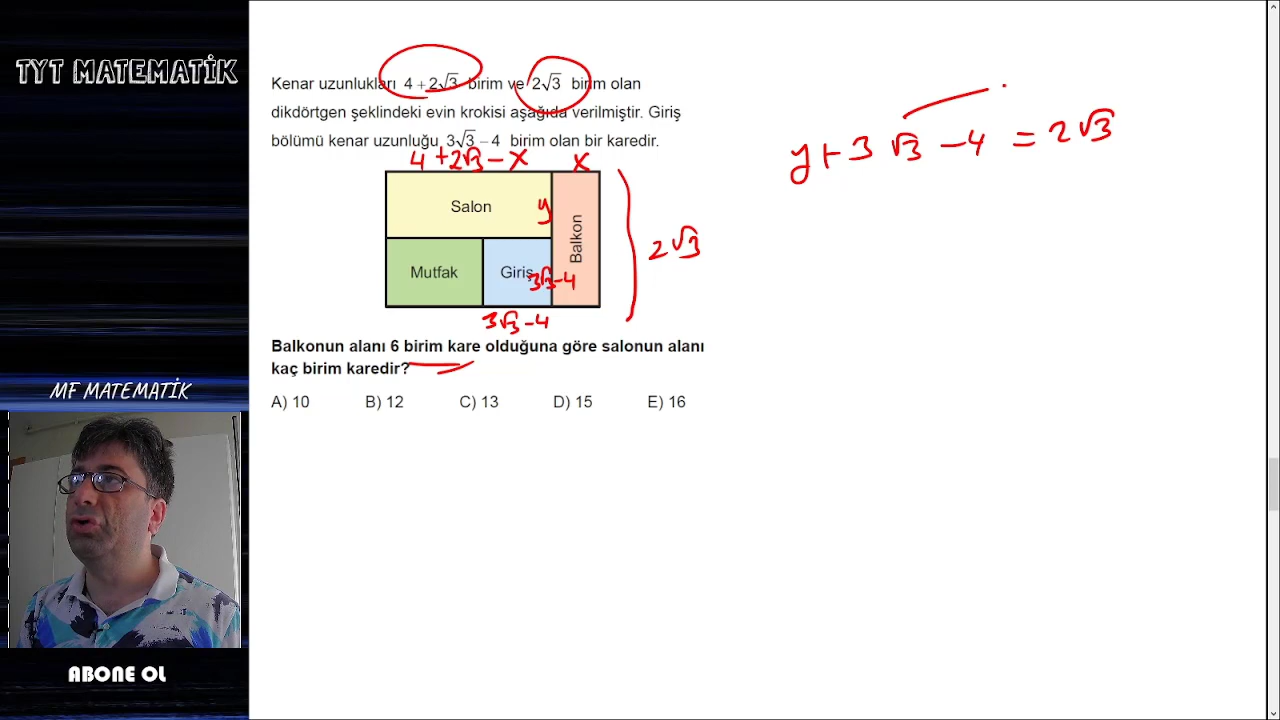 TYT MATEMATİK
Kenar uzunlukları 4 + 2√3 birim ve 2√3 birim olan
dikdörtgen şeklindeki evin krokisi aşağıda verilmiştir. Giriş
bölümü kenar uzunluğu 3√3 – 4 birim olan bir karedir.
4 + 2√3 – x
x
Salon
y
Balkon
Mutfak
Giriş
3√3 – 4
3√3 – 4
2√3
y + 3√3 – 4 = 2√3
Balkonun alanı 6 birim kare olduğuna göre salonun alanı
kaç birim karedir?
A) 10 B) 12 C) 13 D) 15 E) 16
MF MATEMATİK
ABONE OL